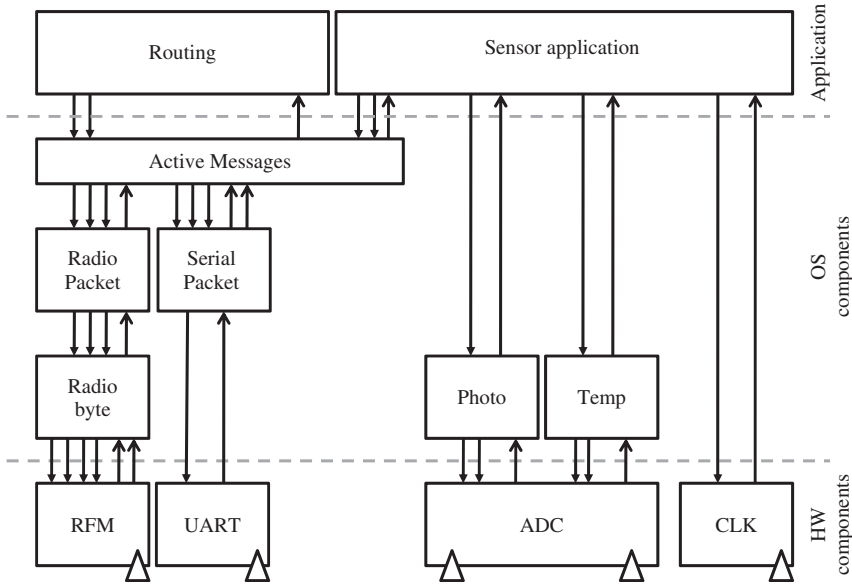 Routing
Sensor application
Application
Active Messages
Radio
Packet
Serial
Packet
OS
components
Radio
byte
Photo
Temp
RFM
UART
ADC
CLK
HW
components